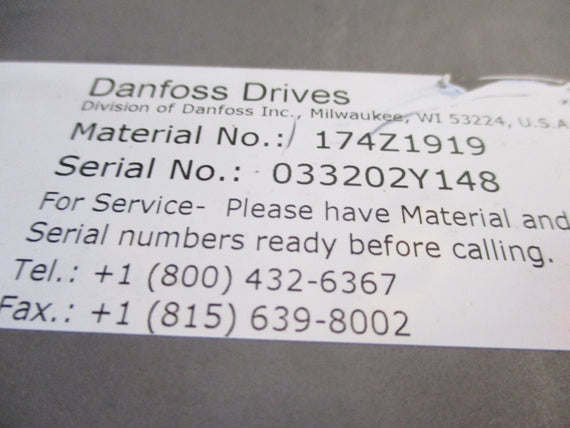 Danfoss Drives
Division of Danfoss Inc., Milwaukee, WI 53224, U.S.A
Material No.: 174Z1919
Serial No.: 033202Y148
For Service- Please have Material and
Serial numbers ready before calling.
Tel.: +1 (800) 432-6367
Fax.: +1 (815) 639-8002